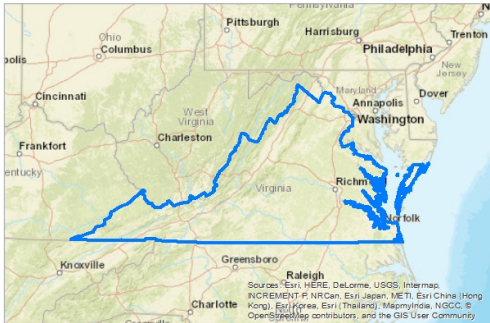 Pennsylvania
Pittsburgh
Harrisburg
Trenton
Ohio
Columbus
Philadelphia
New
Jersey
Cincinnati
Maryland
Dover
Annapolis
West
Virginia
Washington
Frankfort
Charleston
Virginia
Richm
Norfolk
Knoxville
Greensboro
Raleigh
Charlotte
Sources: Esri, HERE, DeLorme, USGS, Intermap,
INCREMENT P, NRCan, Esri Japan, METI, Esri China (Hong
Kong), Esri Korea, Esri (Thailand), MapmyIndia, NGCC, ©
OpenStreetMap contributors, and the GIS User Community